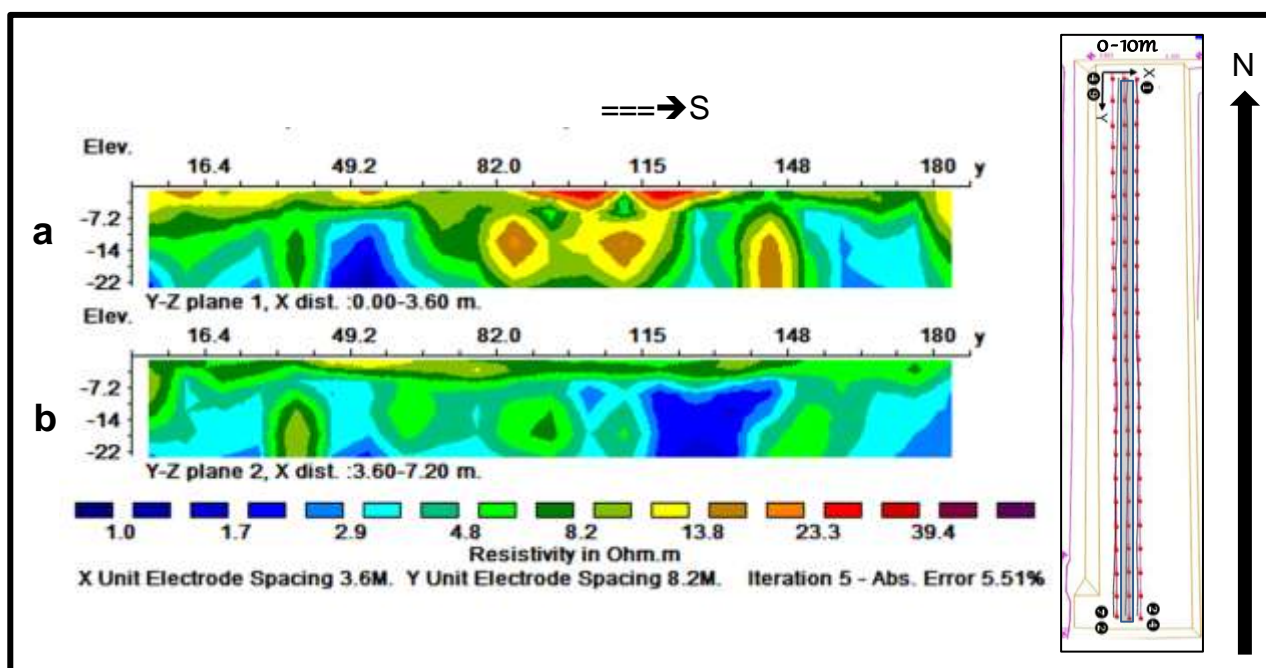 ===➔S
Elev.
16.4 49.2 82.0 115 148 180 y
a
-7.2
-14
-22
Y-Z plane 1, X dist. :0.00-3.60 m.
Elev.
16.4 49.2 82.0 115 148 180 y
b
-7.2
-14
-22
Y-Z plane 2, X dist. :3.60-7.20 m.
1.0 1.7 2.9 4.8 8.2 13.8 23.3 39.4
Resistivity in Ohm.m
X Unit Electrode Spacing 3.6M. Y Unit Electrode Spacing 8.2M. Iteration 5 - Abs. Error 5.51%
0-10m
X
Y
1
49
72
24
N